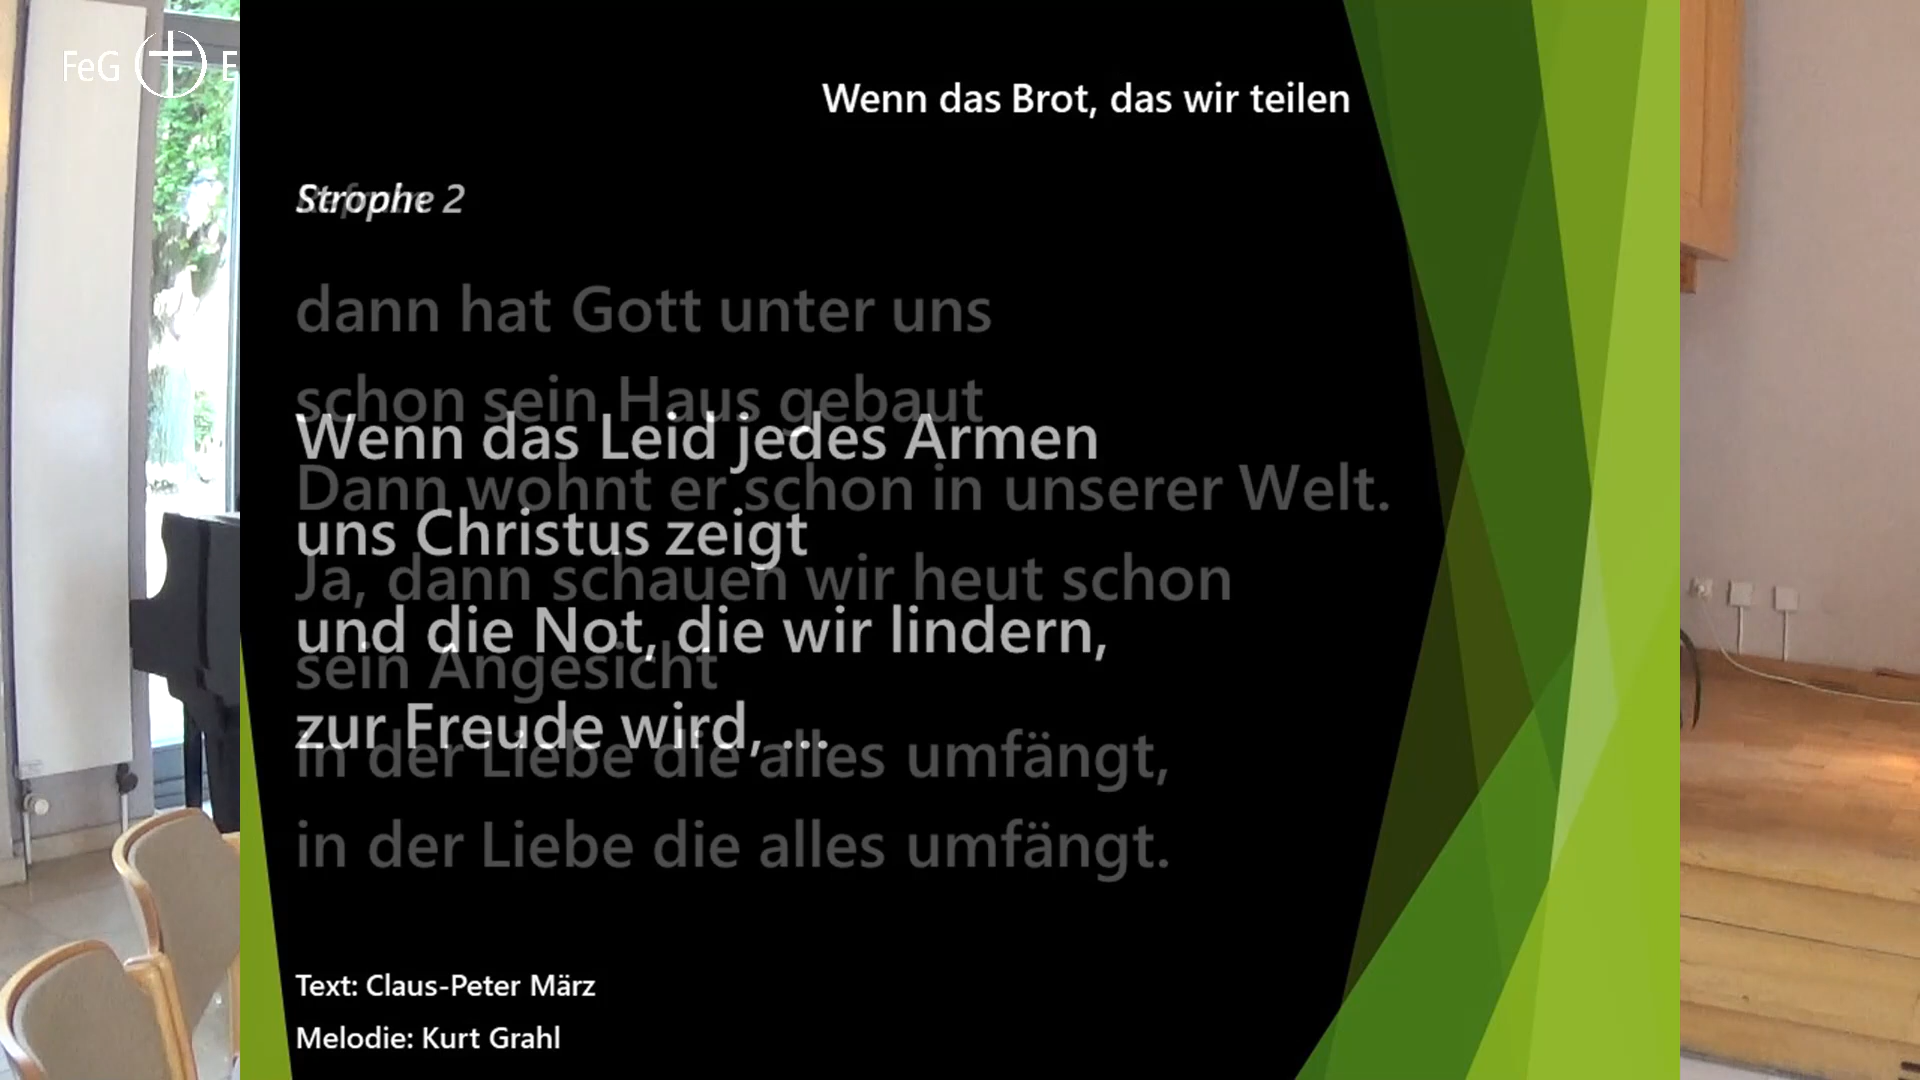 FeG E
Wenn das Brot, das wir teilen
Strophe 2
Refrain
dann hat Gott unter uns
schon sein Haus gebaut
Wenn das Leid jedes Armen
Dann wohnt er schon in unserer Welt.
uns Christus zeigt
Ja, dann schauen wir heut schon
und die Not, die wir lindern,
sein Angesicht
zur Freude wird, ...
in der Liebe die alles umfängt,
in der Liebe die alles umfängt.
Text: Claus-Peter März
Melodie: Kurt Grahl